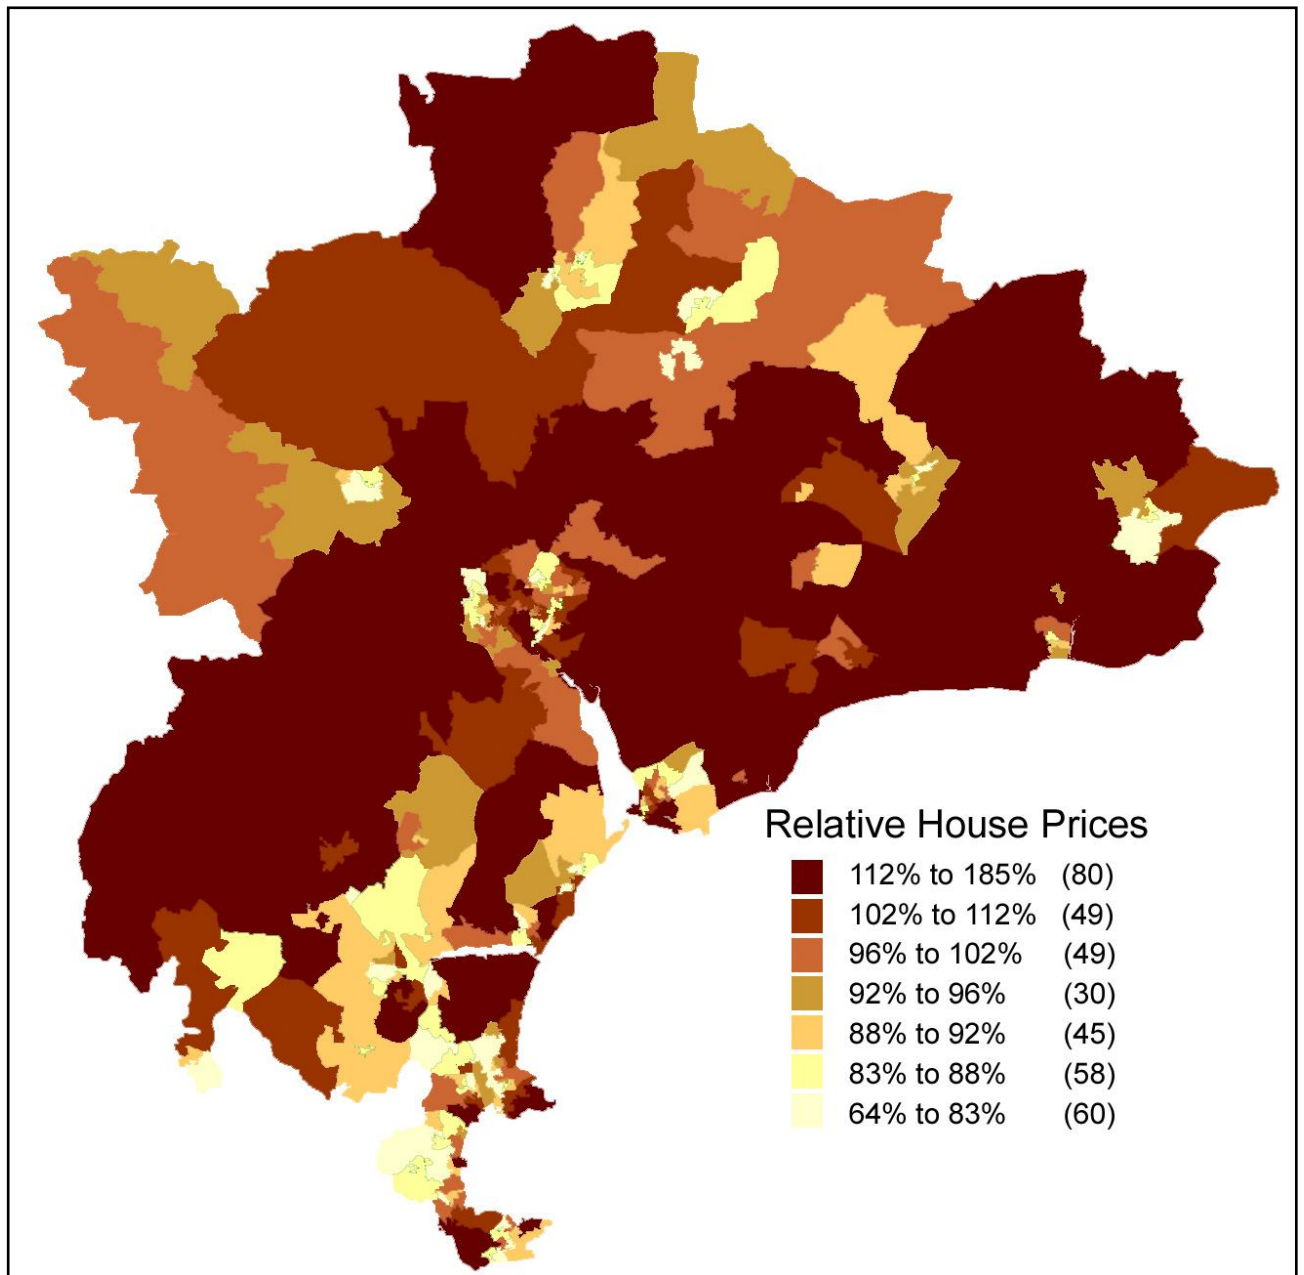 Relative House Prices
112% to 185% (80)
102% to 112% (49)
96% to 102% (49)
92% to 96% (30)
88% to 92% (45)
83% to 88% (58)
64% to 83% (60)